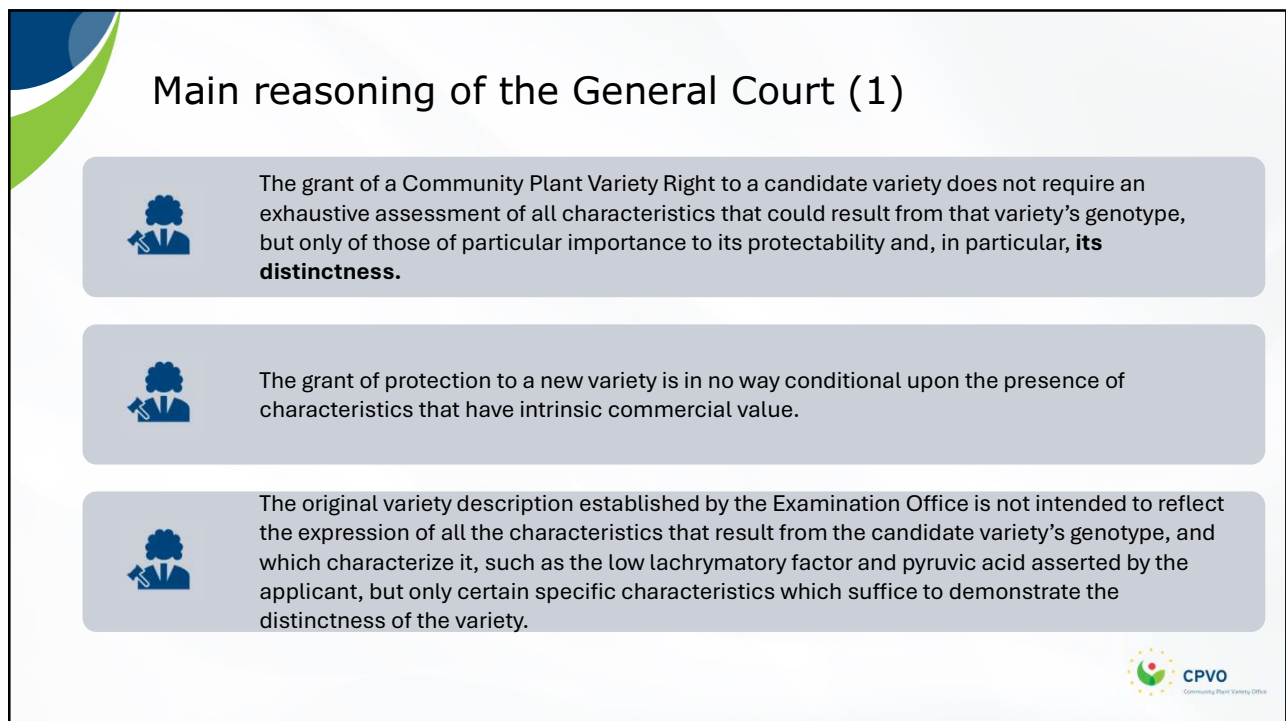 Main reasoning of the General Court (1)
The grant of a Community Plant Variety Right to a candidate variety does not require an
exhaustive assessment of all characteristics that could result from that variety’s genotype,
but only of those of particular importance to its protectability and, in particular, its
distinctness.
The grant of protection to a new variety is in no way conditional upon the presence of
characteristics that have intrinsic commercial value.
The original variety description established by the Examination Office is not intended to reflect
the expression of all the characteristics that result from the candidate variety’s genotype, and
which characterize it, such as the low lachrymatory factor and pyruvic acid asserted by the
applicant, but only certain specific characteristics which suffice to demonstrate the
distinctness of the variety.
CPVO
Community Plant Variety Office